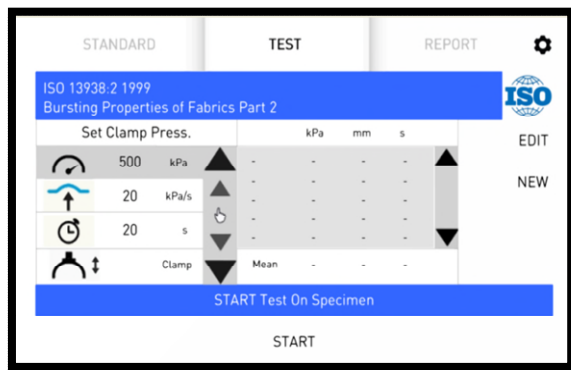 STANDARD TEST REPORT
ISO 13938:2 1999
Bursting Properties of Fabrics Part 2
ISO
EDIT
NEW
Set Clamp Press. kPa mm s
500 kPa - - - -
20 kPa/s - - - -
- - - -
20 s - - - -
- - - -
Clamp Mean - - -
START Test On Specimen
START